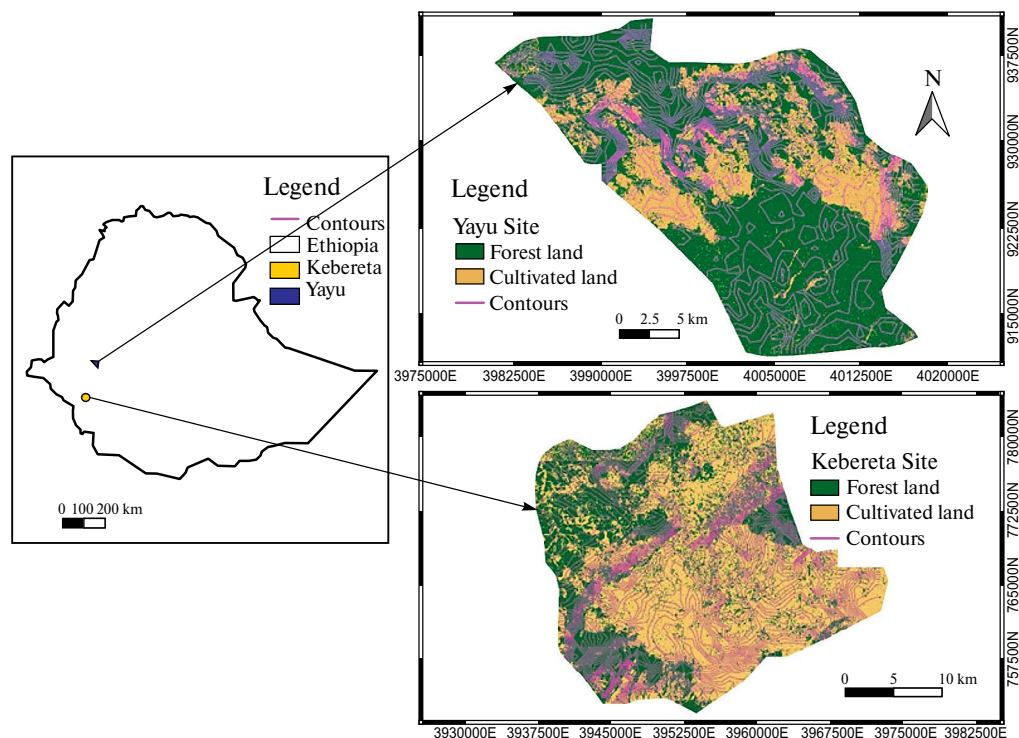 Legend
Contours
Ethiopia
Kebereta
Yayu
0 100 200 km
N
Legend
Yayu Site
Forest land
Cultivated land
Contours
0 2.5 5 km
937500N
930000N
922500N
915000N
3975000E 3982500E 3990000E 3997500E 4005000E 4012500E 4020000E
Legend
Kebereta Site
Forest land
Cultivated land
Contours
0 5 10 km
780000N
772500N
765000N
757500N
3930000E 3937500E 3945000E 3952500E 3960000E 3967500E 3975000E 3982500E